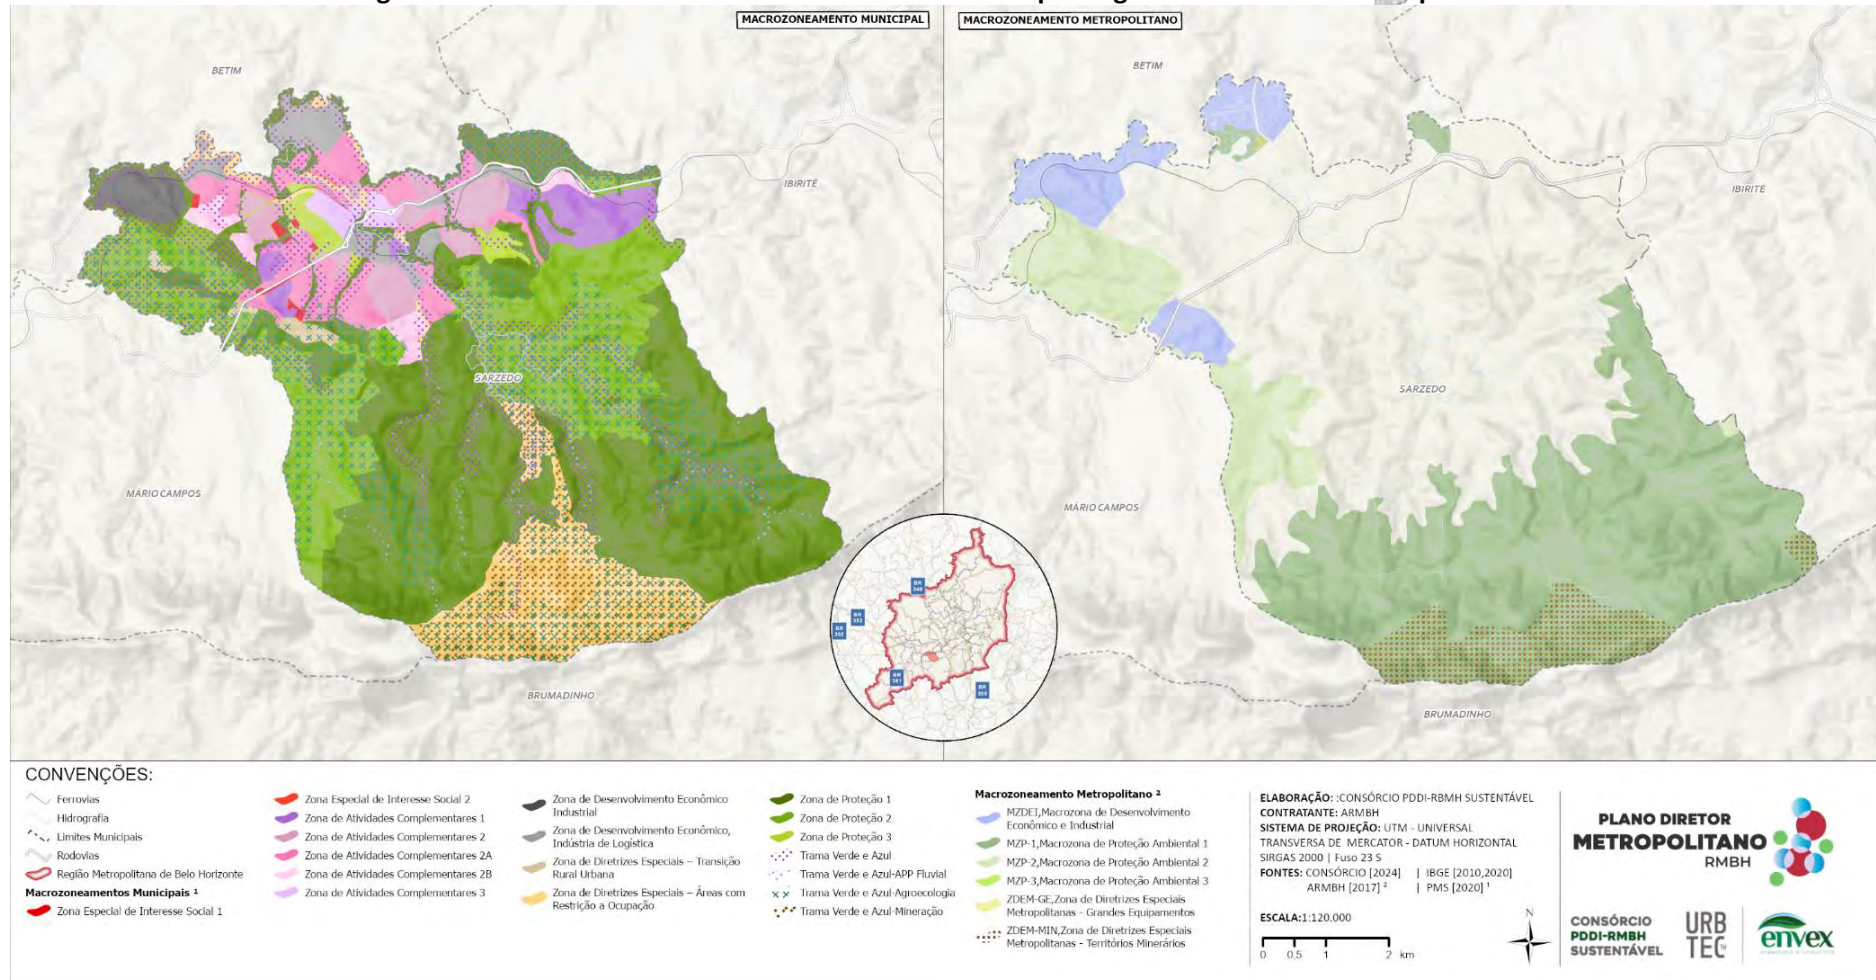 MACROZONEAMENTO MUNICIPAL
MACROZONEAMENTO METROPOLITANO
BETIM
IBIRITÉ
SARZEDO
MÁRIO CAMPOS
BRUMADINHO
BETIM
IBIRITÉ
SARZEDO
MÁRIO CAMPOS
BRUMADINHO
BR
BR
BR
BR
381
BR
CONVENÇÕES:
Ferrovias
Hidrografia
Limites Municipais
Rodovias
Região Metropolitana de Belo Horizonte
Macrozoneamentos Municipais ¹
Zona Especial de Interesse Social 1
Zona Especial de Interesse Social 2
Zona de Atividades Complementares 1
Zona de Atividades Complementares 2
Zona de Atividades Complementares 2A
Zona de Atividades Complementares 2B
Zona de Atividades Complementares 3
Zona de Desenvolvimento Econômico
Industrial
Zona de Desenvolvimento Econômico,
Indústria de Logística
Zona de Diretrizes Especiais – Transição
Rural Urbana
Zona de Diretrizes Especiais – Áreas com
Restrição a Ocupação
Zona de Proteção 1
Zona de Proteção 2
Zona de Proteção 3
Trama Verde e Azul
Trama Verde e Azul-APP Fluvial
Trama Verde e Azul-Agroecologia
Trama Verde e Azul-Mineração
Macrozoneamento Metropolitano ²
MZDEI,Macrozona de Desenvolvimento
Econômico e Industrial
MZP-1,Macrozona de Proteção Ambiental 1
MZP-2,Macrozona de Proteção Ambiental 2
MZP-3,Macrozona de Proteção Ambiental 3
ZDEM-GE,Zona de Diretrizes Especiais
Metropolitanas - Grandes Equipamentos
ZDEM-MIN,Zona de Diretrizes Especiais
Metropolitanas - Territórios Minerários
ELABORAÇÃO: :CONSÓRCIO PDDI-RBMH SUSTENTÁVEL
CONTRATANTE: ARMBH
SISTEMA DE PROJEÇÃO: UTM - UNIVERSAL
TRANSVERSA DE MERCATOR - DATUM HORIZONTAL
SIRGAS 2000 | Fuso 23 S
FONTES: CONSÓRCIO [2024] | IBGE [2010,2020]
ARMBH [2017] ² | PMS [2020] ¹
ESCALA:1:120.000
0 0,5 1 2 km
N
PLANO DIRETOR
METROPOLITANO
RMBH
CONSÓRCIO
PDDI-RMBH
SUSTENTÁVEL
URB
TEC
envex